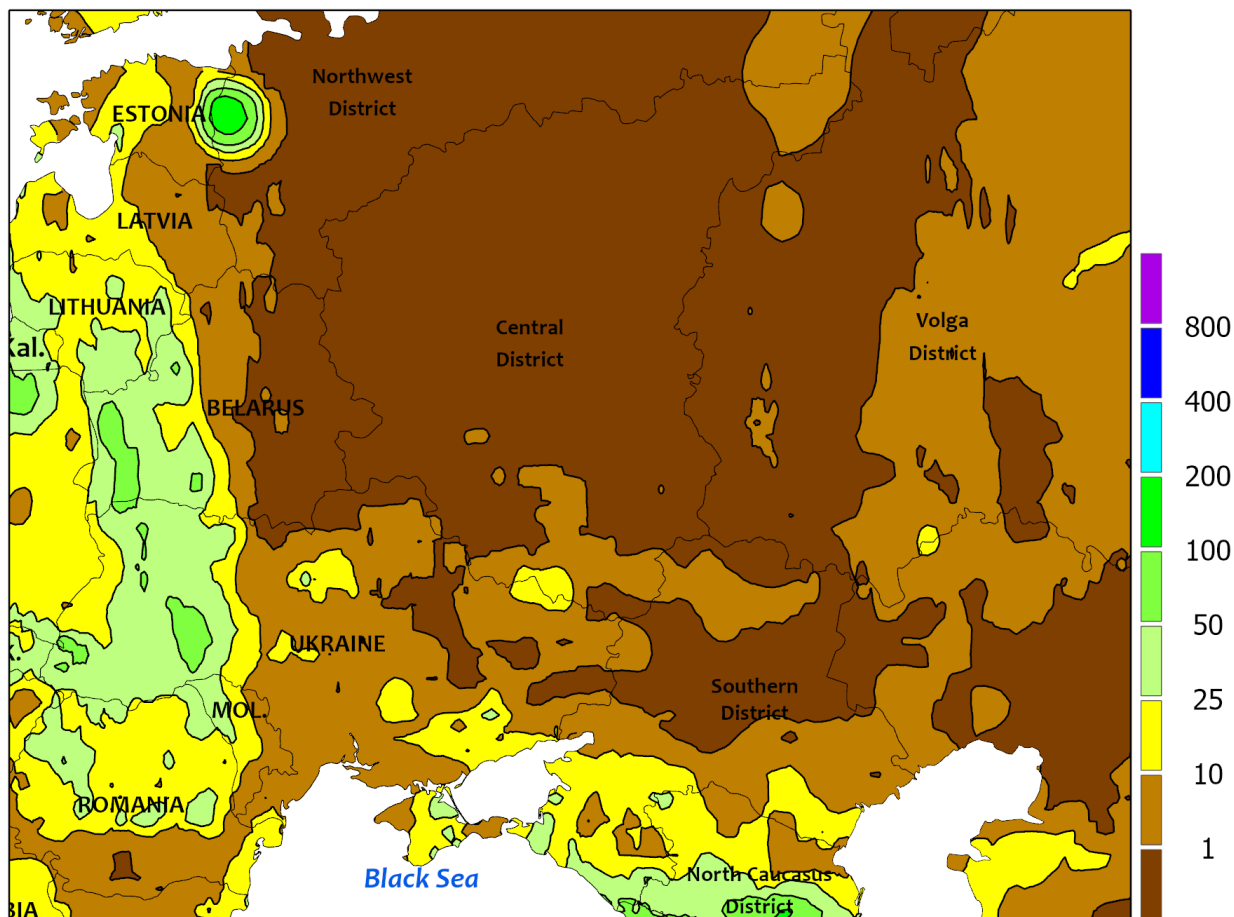 Northwest
District
ESTONIA
LATVIA
LITHUANIA
Kal.
Central
District
Volga
District
BELARUS
UKRAINE
Southern
District
MOL.
ROMANIA
Black Sea
North Caucasus
District
BIA
800
400
200
100
50
25
10
1